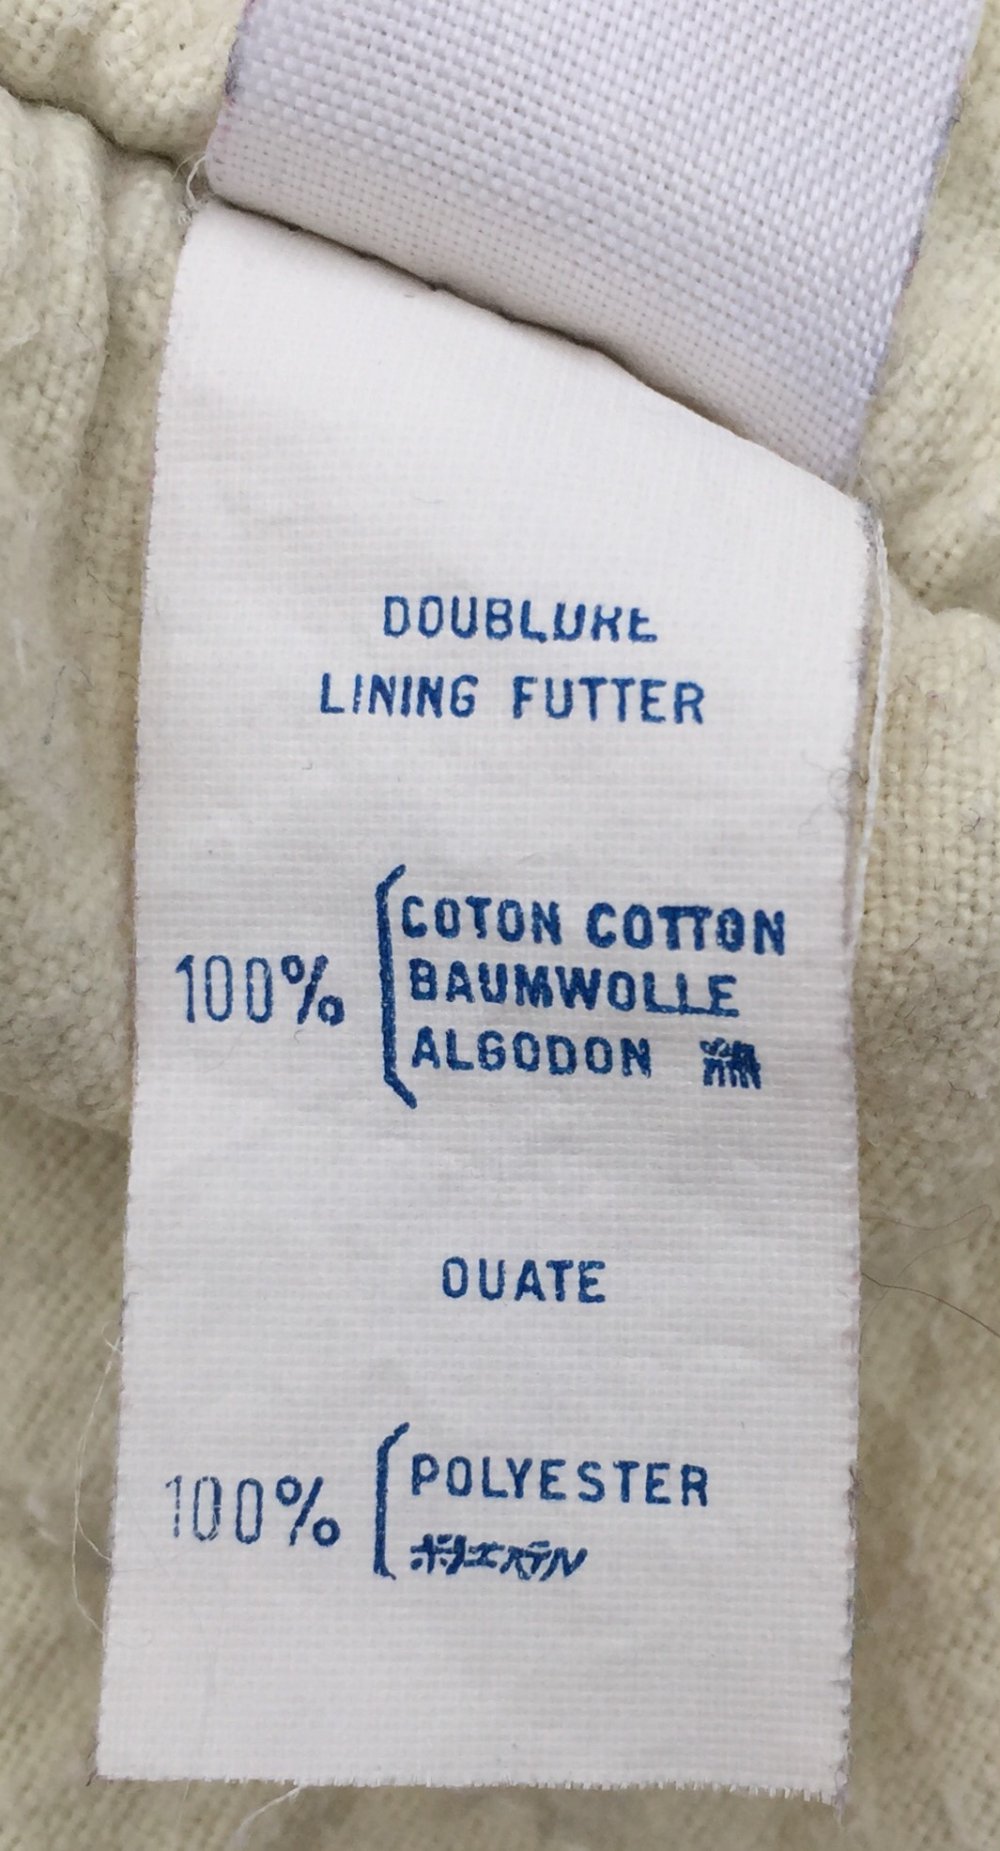 DOUBLURE
LINING FUTTER
100%
COTON COTTON
BAUMWOLLE
ALGODON 綿
OUATE
100%
POLYESTER
ポリエステル